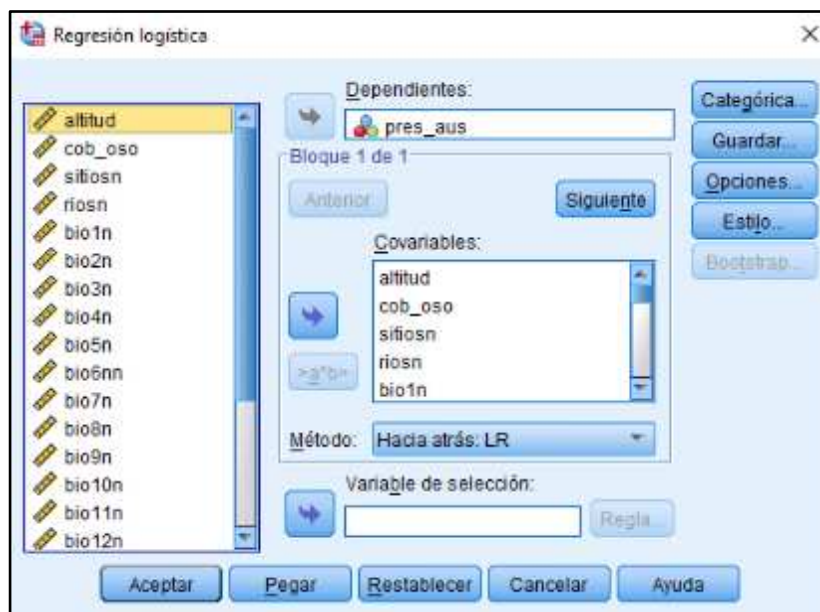 Regresión logística
altitud
cob_oso
sitiosn
riosn
bio1n
bio2n
bio3n
bio4n
bio5n
bio6nn
bio7n
bio8n
bio9n
bio10n
bio11n
bio12n
Dependientes:
pres_aus
Bloque 1 de 1
Anterior
Siguiente
Covariables:
altitud
cob_oso
sitiosn
riosn
bio1n
>a*b>
Método: Hacia atrás: LR
Variable de selección:
Regla...
Categórica...
Guardar...
Opciones...
Estilo...
Bootstrap...
Aceptar Pegar Restablecer Cancelar Ayuda